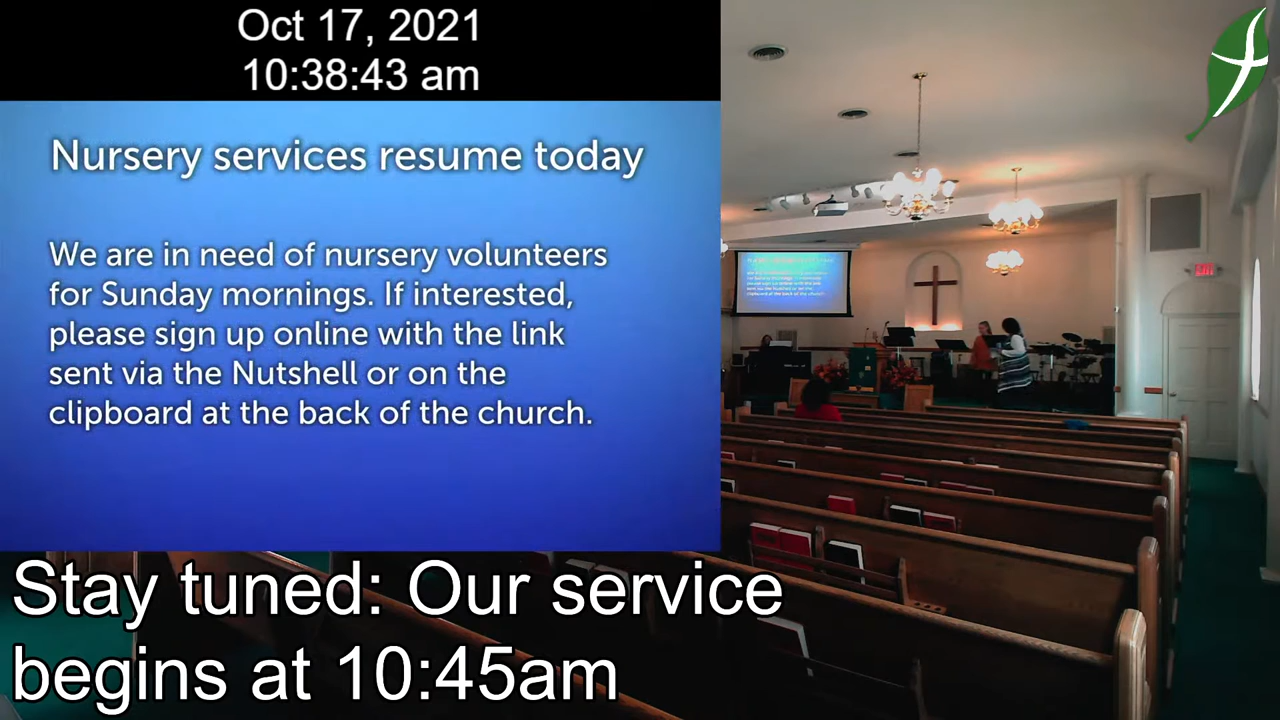 Oct 17, 2021
10:38:43 am
Nursery services resume today
We are in need of nursery volunteers
for Sunday mornings. If interested,
please sign up online with the link
sent via the Nutshell or on the
clipboard at the back of the church.
Stay tuned: Our service
begins at 10:45am